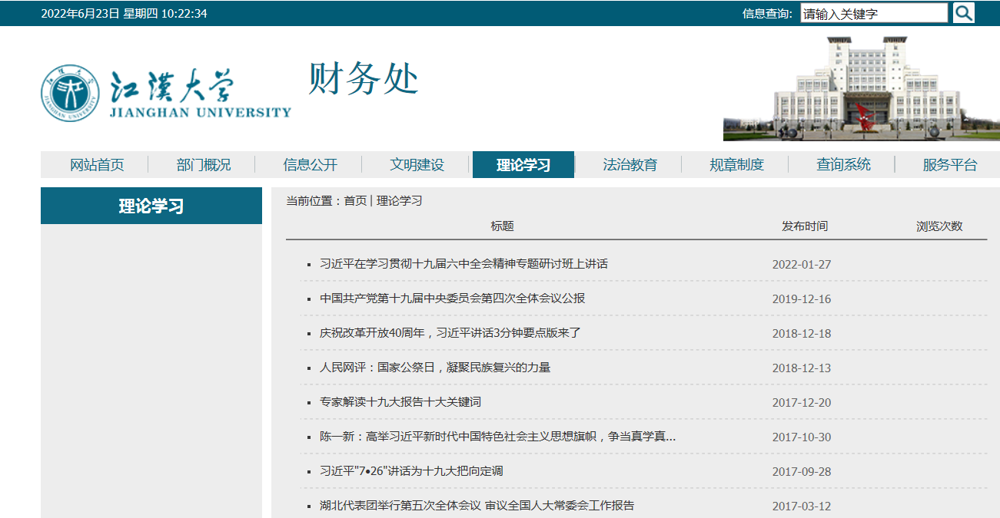 2022年6月23日 星期四 10:22:34 信息查询: 请输入关键字
江漢大学 财务处
JIANGHAN UNIVERSITY
网站首页 部门概况 信息公开 文明建设 理论学习 法治教育 规章制度 查询系统 服务平台
理论学习
当前位置：首页 | 理论学习
标题 发布时间 浏览次数
▪ 习近平在学习贯彻十九届六中全会精神专题研讨班上讲话 2022-01-27
▪ 中国共产党第十九届中央委员会第四次全体会议公报 2019-12-16
▪ 庆祝改革开放40周年，习近平讲话3分钟要点版来了 2018-12-18
▪ 人民网评：国家公祭日，凝聚民族复兴的力量 2018-12-13
▪ 专家解读十九大报告十大关键词 2017-12-20
▪ 陈一新：高举习近平新时代中国特色社会主义思想旗帜，争当真学真... 2017-10-30
▪ 习近平"7•26"讲话为十九大把向定调 2017-09-28
▪ 湖北代表团举行第五次全体会议 审议全国人大常委会工作报告 2017-03-12